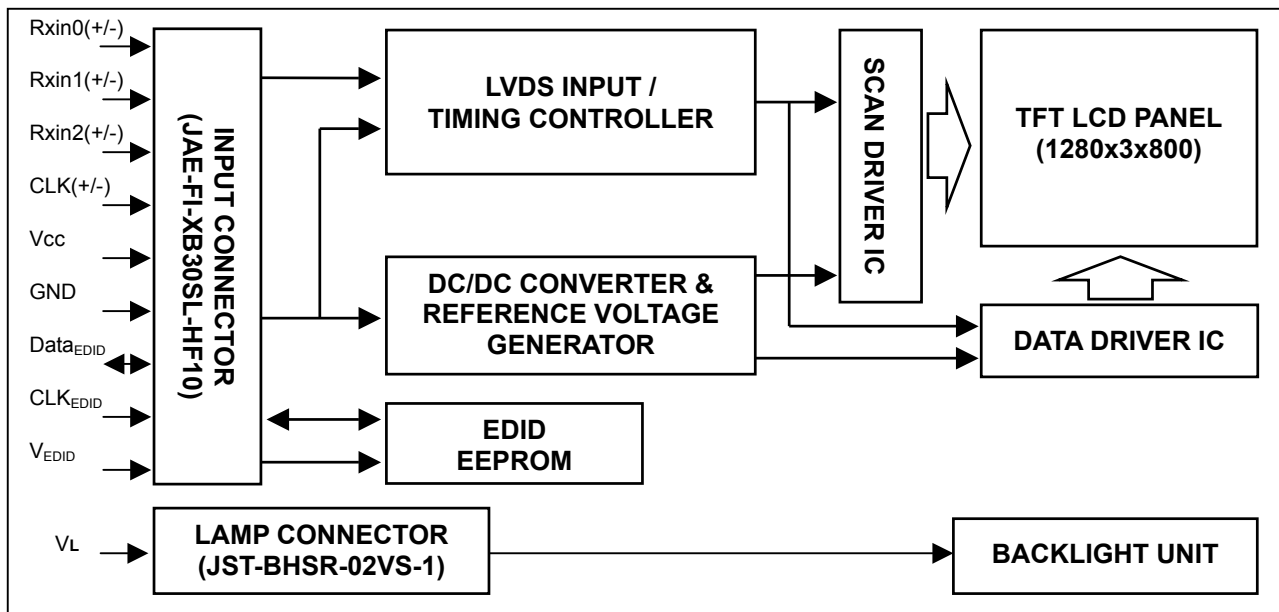 Rxin0(+/-)
Rxin1(+/-)
Rxin2(+/-)
CLK(+/-)
Vcc
GND
DataEDID
CLKEDID
VEDID
VL
INPUT CONNECTOR
(JAE-FI-XB30SL-HF10)
LVDS INPUT /
TIMING CONTROLLER
DC/DC CONVERTER &
REFERENCE VOLTAGE
GENERATOR
EDID
EEPROM
LAMP CONNECTOR
(JST-BHSR-02VS-1)
SCAN DRIVER IC
TFT LCD PANEL
(1280x3x800)
DATA DRIVER IC
BACKLIGHT UNIT